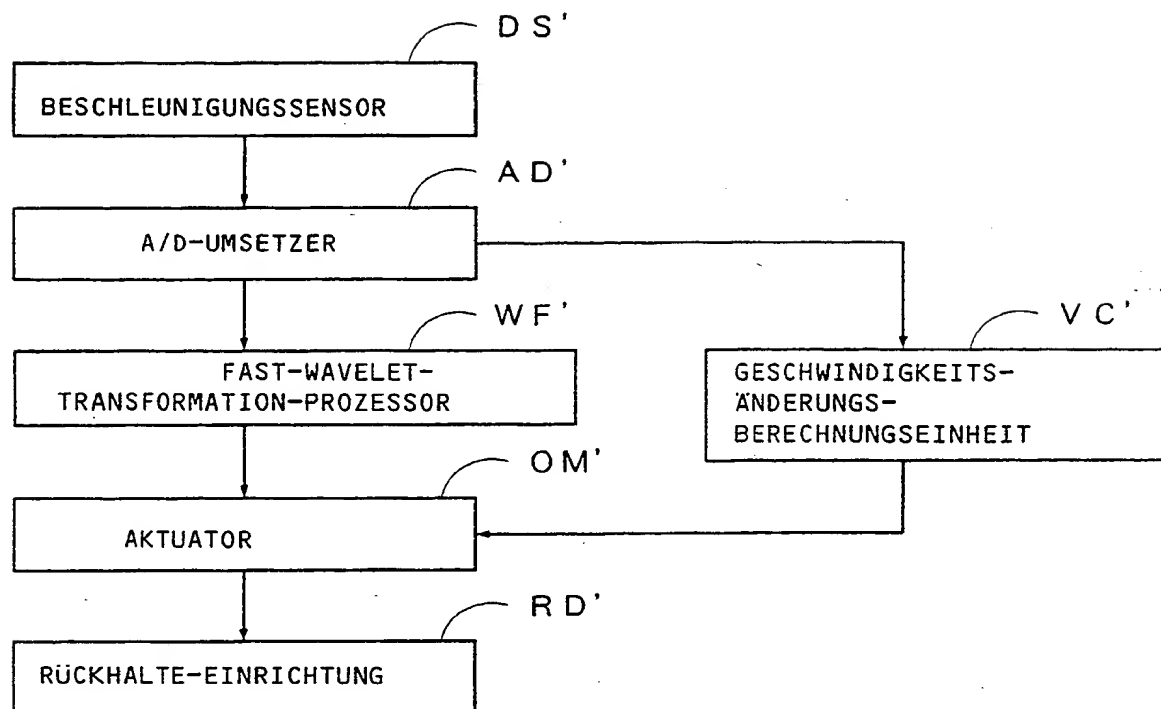 DS'
BESCHLEUNIGUNGSSENSOR
AD'
A/D-UMSETZER
WF'
FAST-WAVELET-
TRANSFORMATION-PROZESSOR
VC'
GESCHWINDIGKEITS-
ÄNDERUNGS-
BERECHNUNGSEINHEIT
OM'
AKTUATOR
RD'
RÜCKHALTE-EINRICHTUNG